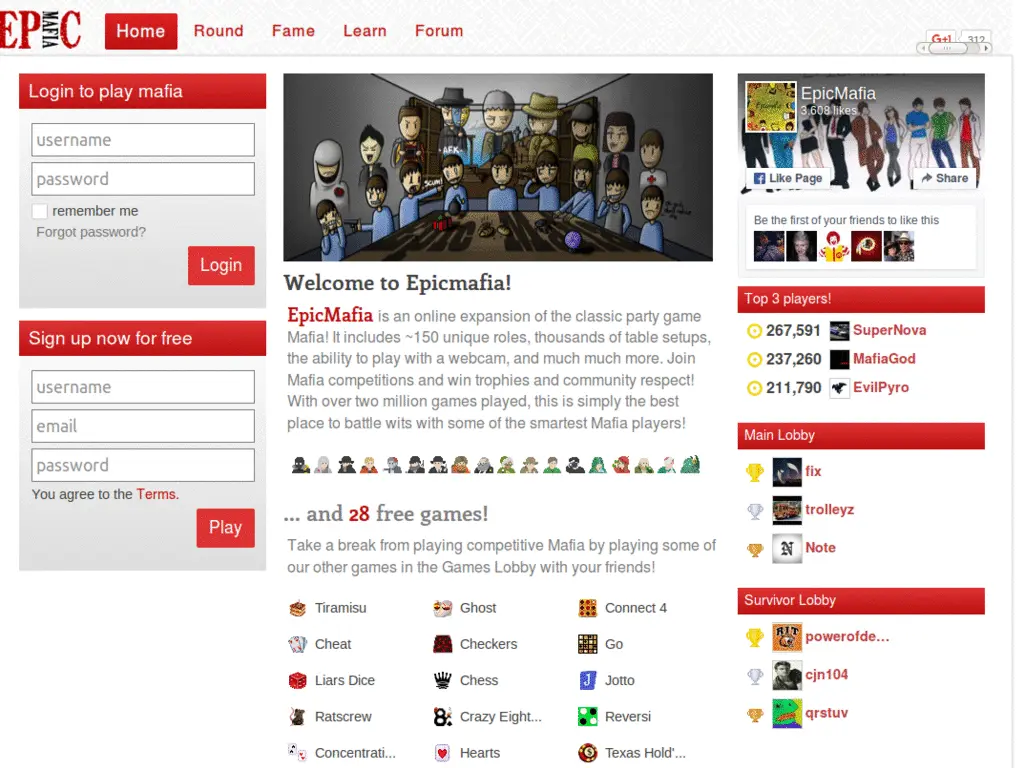 EPIC MAFIA
Home Round Fame Learn Forum
G+1 312
Login to play mafia
username
password
remember me
Forgot password?
Login
Sign up now for free
username
email
password
You agree to the Terms.
Play
-AFK-
SCUM!
Epic Mafia
Welcome to Epicmafia!
EpicMafia is an online expansion of the classic party game
Mafia! It includes ~150 unique roles, thousands of table setups,
the ability to play with a webcam, and much much more. Join
Mafia competitions and win trophies and community respect!
With over two million games played, this is simply the best
place to battle wits with some of the smartest Mafia players!
... and 28 free games!
Take a break from playing competitive Mafia by playing some of
our other games in the Games Lobby with your friends!
Tiramisu Ghost Connect 4
Cheat Checkers Go
Liars Dice Chess Jotto
Ratscrew Crazy Eight... Reversi
Concentrati... Hearts Texas Hold'...
EpicMafia
3,608 likes
Like Page Share
Be the first of your friends to like this
Top 3 players!
267,591 SuperNova
237,260 MafiaGod
211,790 EvilPyro
Main Lobby
fix
trolleyz
Note
Survivor Lobby
powerofde...
cjn104
qrstuv